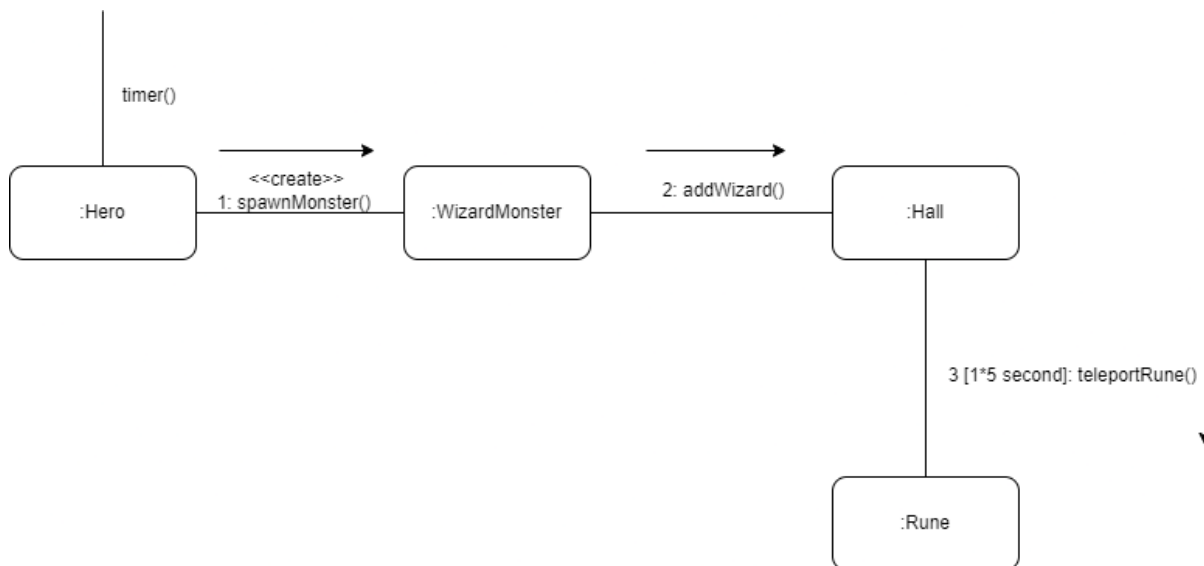 timer()
<<create>>
1: spawnMonster()
2: addWizard()
:Hero
:WizardMonster
:Hall
3 [1*5 second]: teleportRune()
:Rune